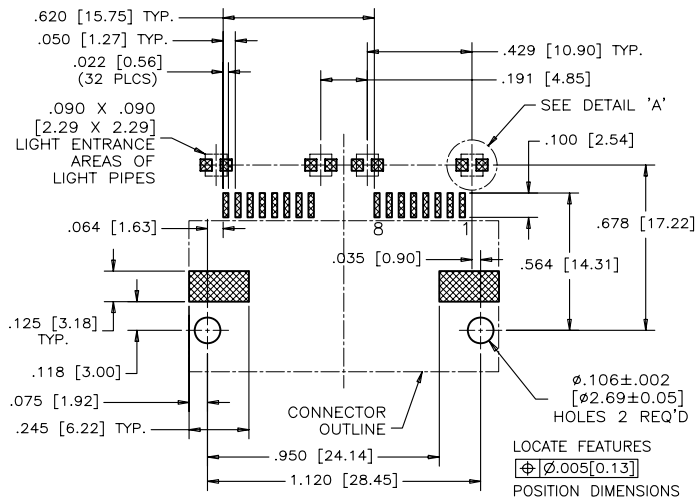 .620 [15.75] TYP.
.050 [1.27] TYP.
.022 [0.56]
(32 PLCS)
.429 [10.90] TYP.
.191 [4.85]
.090 X .090
[2.29 X 2.29]
LIGHT ENTRANCE
AREAS OF
LIGHT PIPES
SEE DETAIL 'A'
.100 [2.54]
.064 [1.63]
8
1
.678 [17.22]
.035 [0.90]
.564 [14.31]
.125 [3.18]
TYP.
.118 [3.00]
.075 [1.92]
.245 [6.22] TYP.
CONNECTOR
OUTLINE
ø.106±.002
[ø2.69±0.05]
HOLES 2 REQ'D
.950 [24.14]
1.120 [28.45]
LOCATE FEATURES
⌖ Ø.005[0.13]
POSITION DIMENSIONS